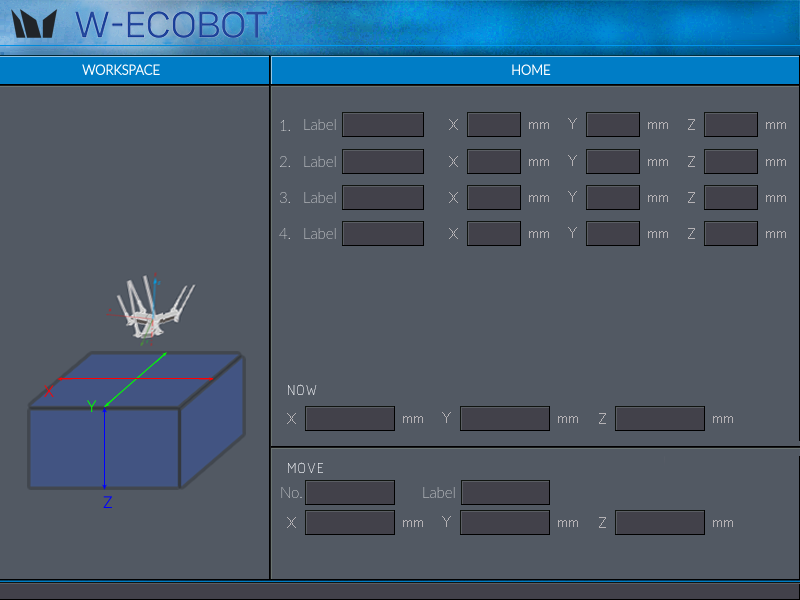 W-ECOBOT
WORKSPACE HOME
1. Label X mm Y mm Z mm
2. Label X mm Y mm Z mm
3. Label X mm Y mm Z mm
4. Label X mm Y mm Z mm
X
Y
Z
NOW
X mm Y mm Z mm
MOVE
No. Label
X mm Y mm Z mm